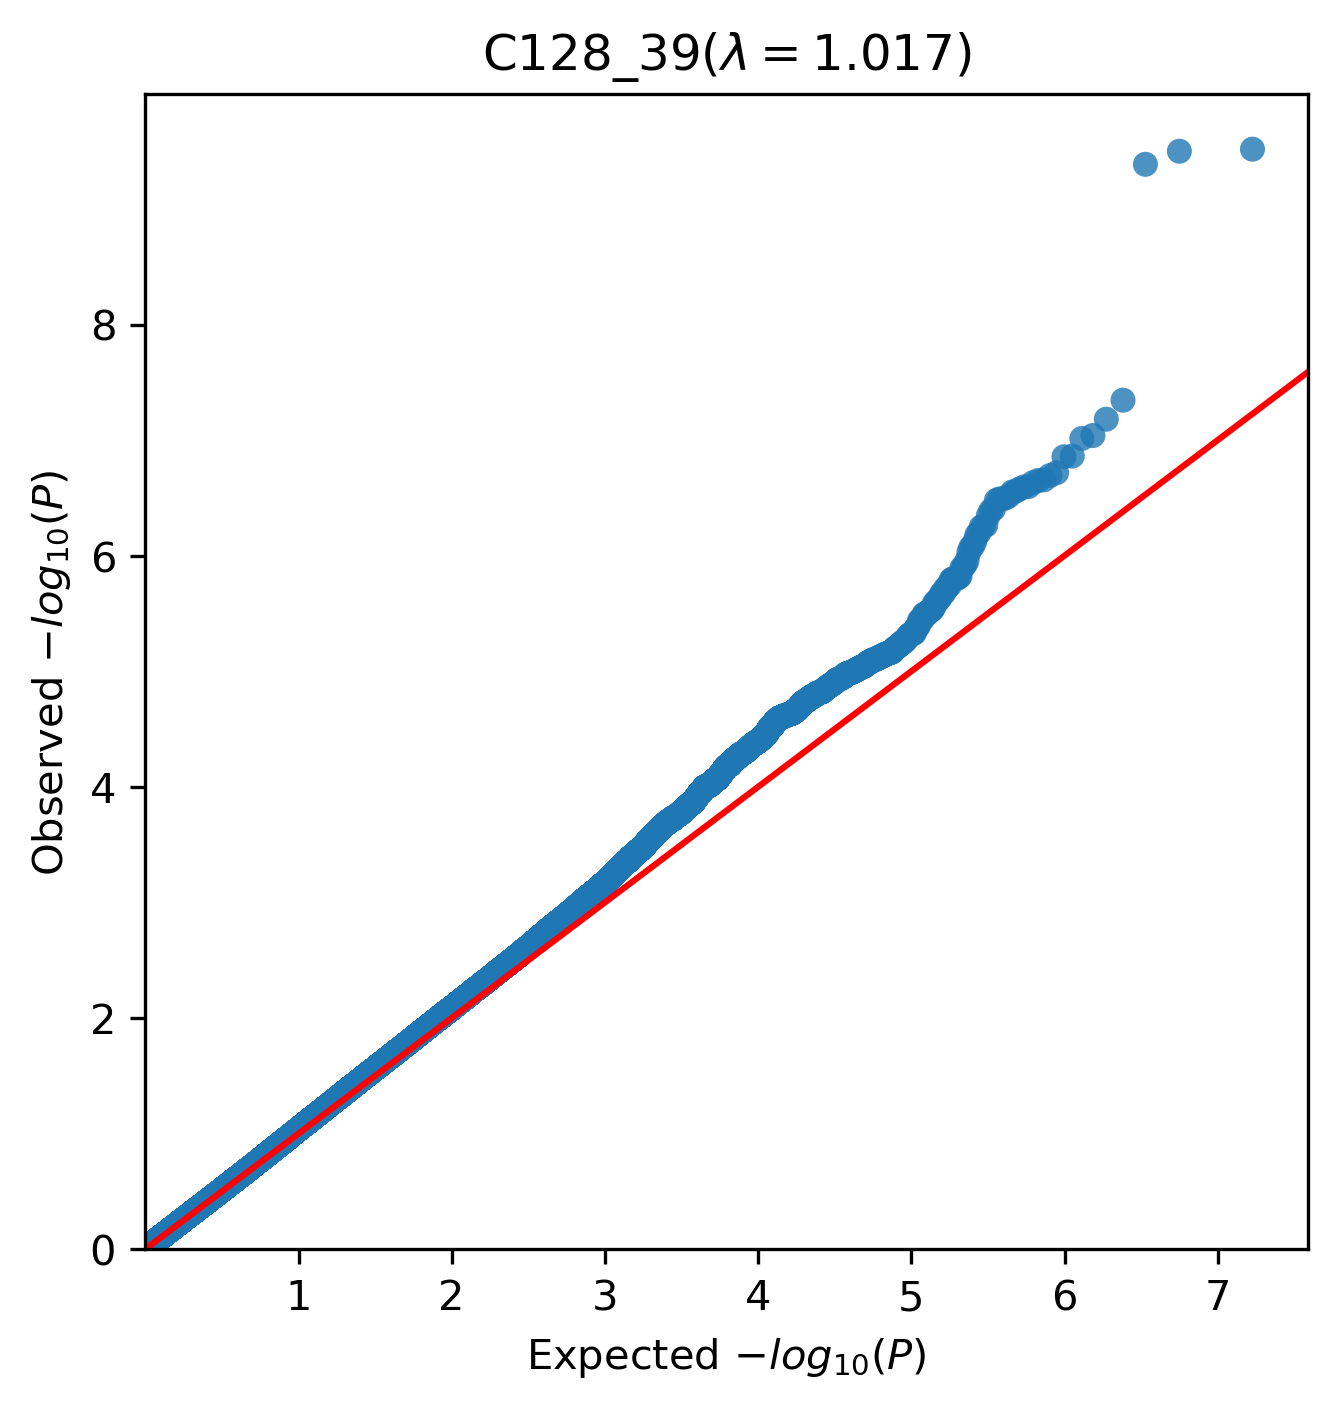 C128_39(λ = 1.017)
Observed −log₁₀(P)
8
6
4
2
0
1 2 3 4 5 6 7
Expected −log₁₀(P)